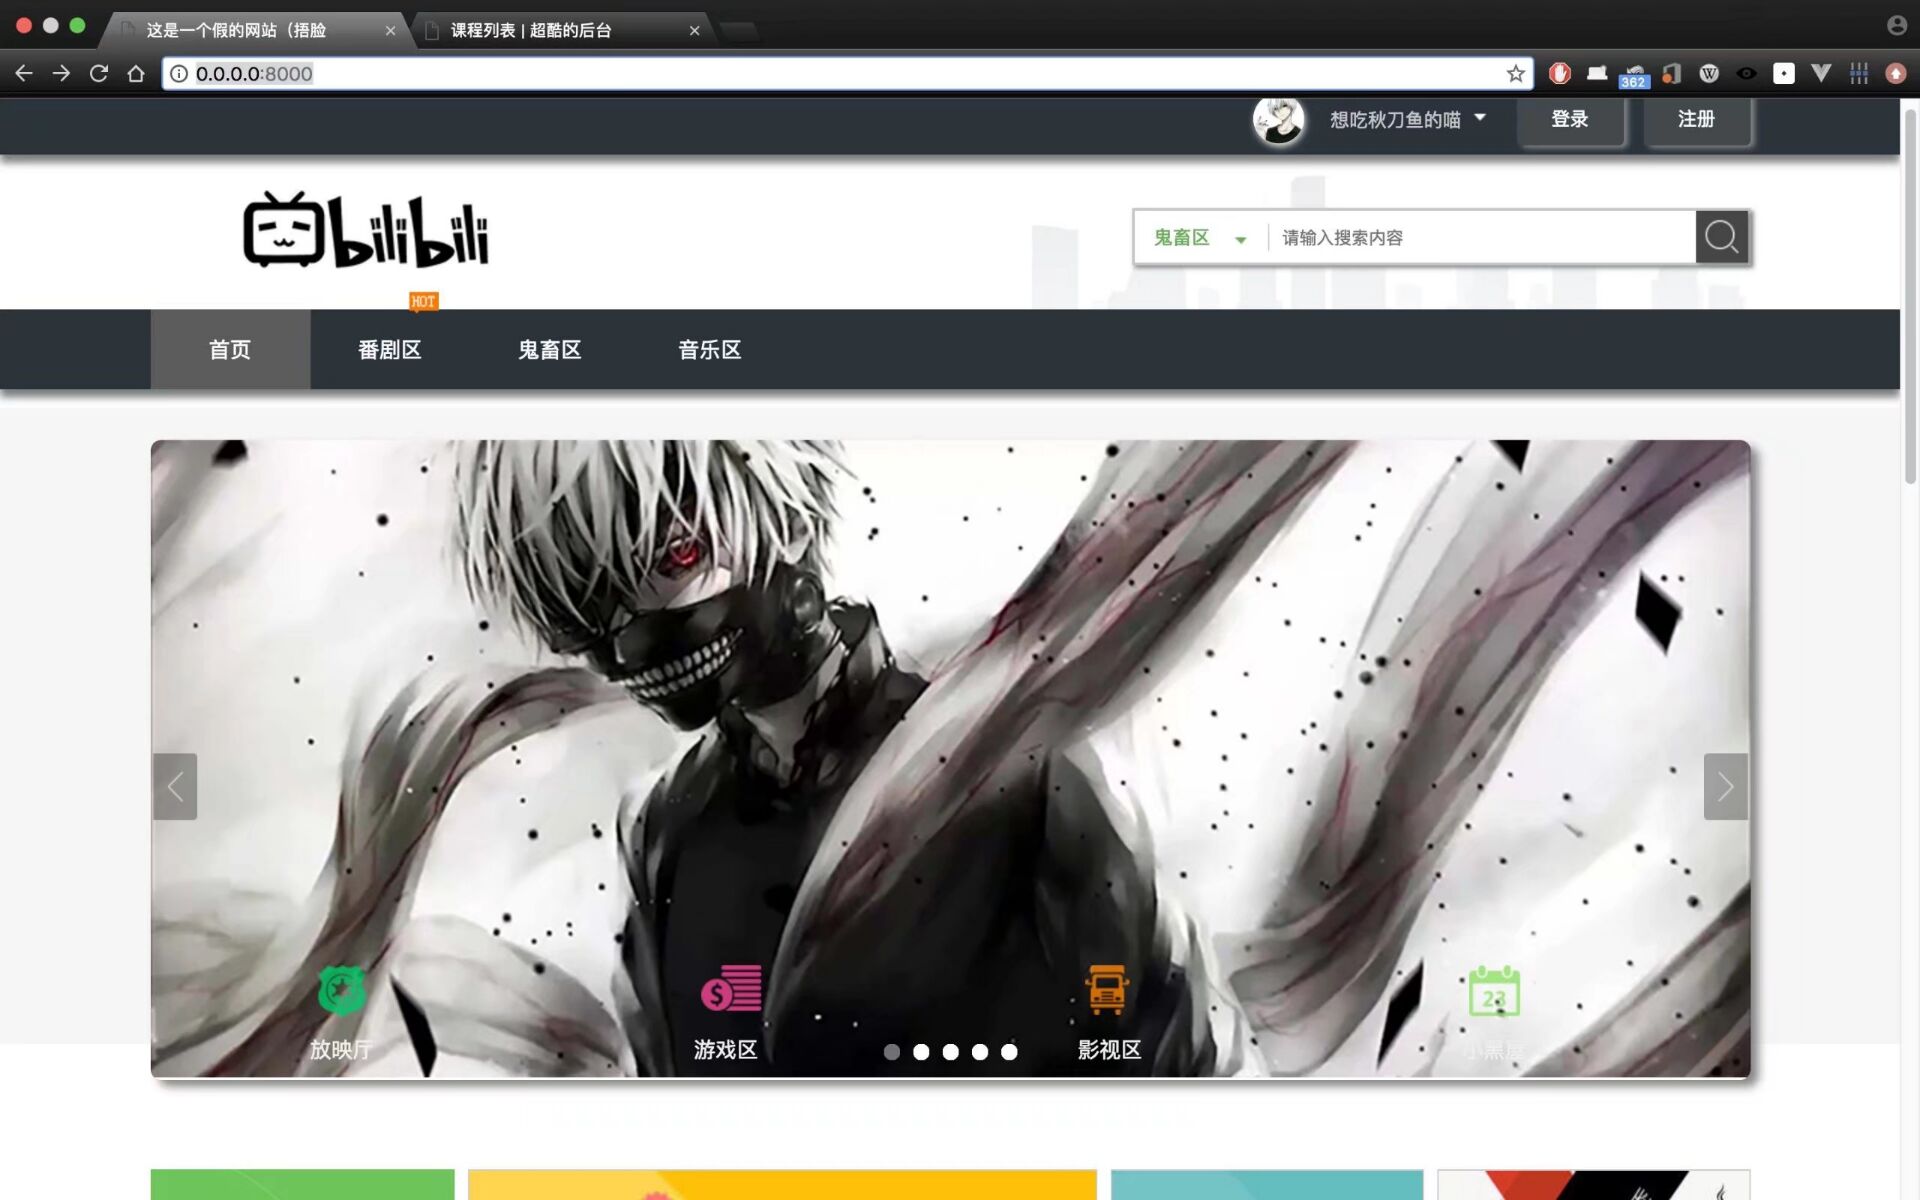 这是一个假的网站（捂脸
课程列表 | 超酷的后台
0.0.0.0:8000
362
想吃秋刀鱼的喵
登录
注册
bilibili
鬼畜区
请输入搜索内容
HOT
首页
番剧区
鬼畜区
音乐区
23
放映厅
游戏区
影视区
小黑屋